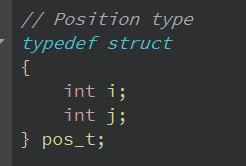 // Position type
typedef struct
{
    int i;
    int j;
} pos_t;